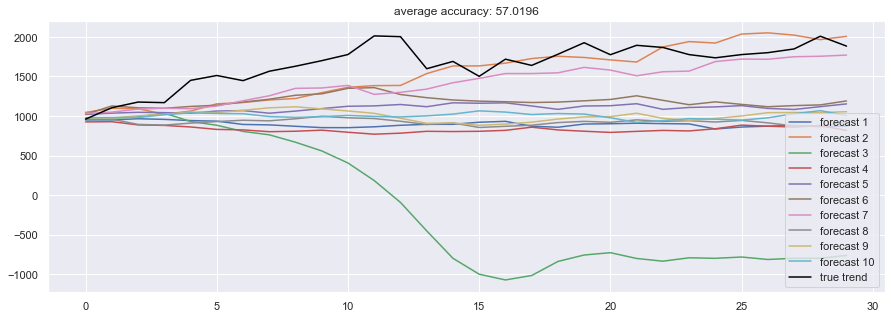 average accuracy: 57.0196
2000
1500
1000
500
0
−500
−1000
0
5
10
15
20
25
30
forecast 1
forecast 2
forecast 3
forecast 4
forecast 5
forecast 6
forecast 7
forecast 8
forecast 9
forecast 10
true trend